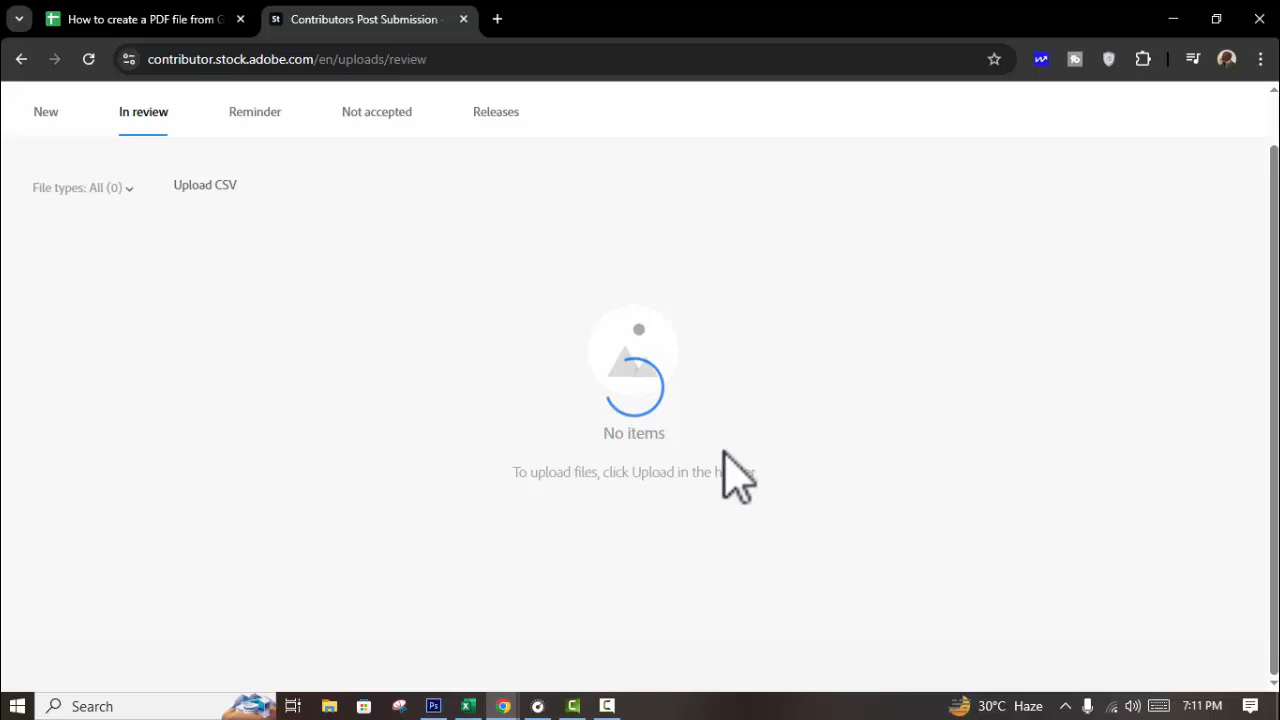 How to create a PDF file from G
St Contributors Post Submission
contributor.stock.adobe.com/en/uploads/review
New
In review
Reminder
Not accepted
Releases
File types: All (0)
Upload CSV
No items
To upload files, click Upload in the
Ps
Search
30°C Haze
7:11 PM